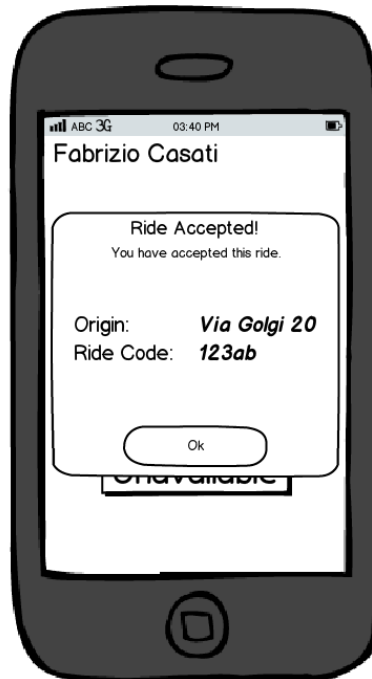 ABC 3G 03:40 PM
Fabrizio Casati
Ride Accepted!
You have accepted this ride.
Origin: Via Golgi 20
Ride Code: 123ab
Ok
Unavailable